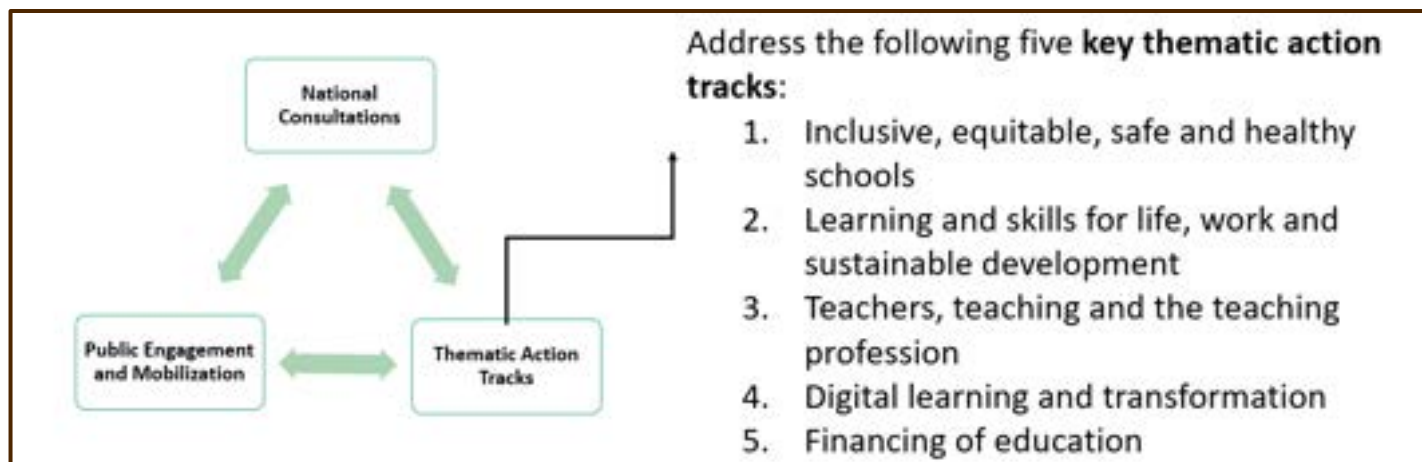 National
Consultations
Public Engagement
and Mobilization
Thematic Action
Tracks
Address the following five key thematic action
tracks:
1. Inclusive, equitable, safe and healthy
schools
2. Learning and skills for life, work and
sustainable development
3. Teachers, teaching and the teaching
profession
4. Digital learning and transformation
5. Financing of education